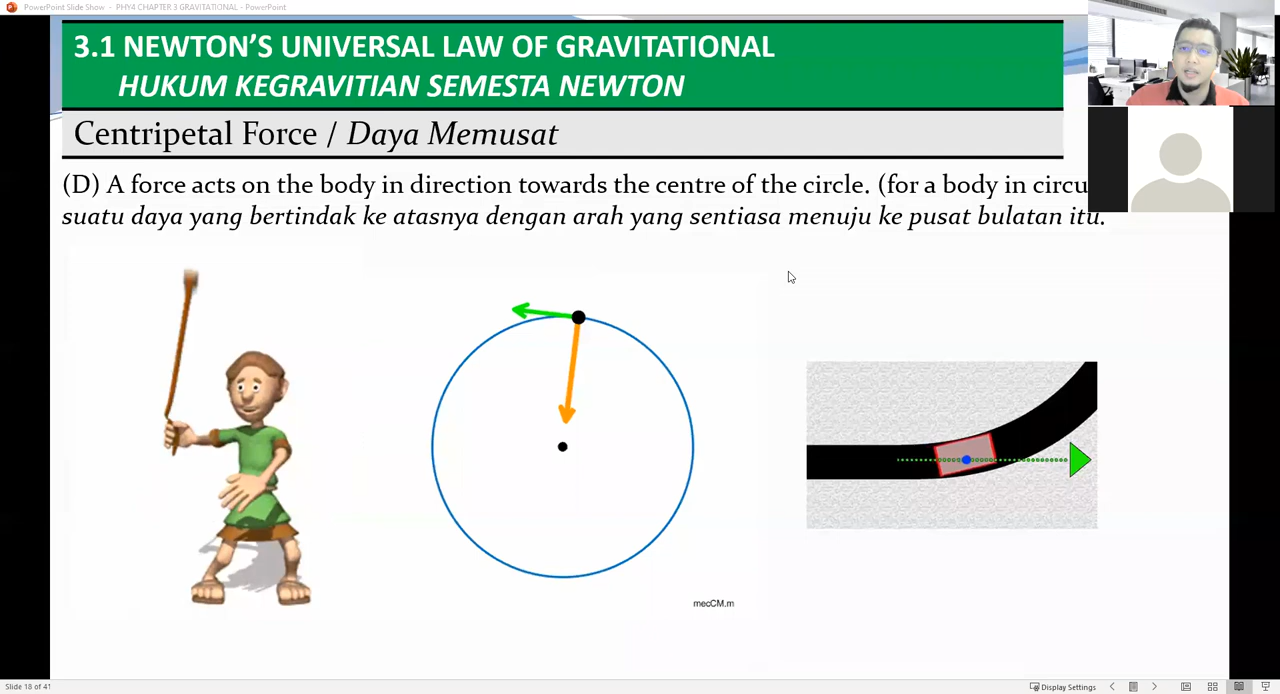 PowerPoint Slide Show - PHY4 CHAPTER 3 GRAVITATIONAL - PowerPoint
3.1 NEWTON'S UNIVERSAL LAW OF GRAVITATIONAL
HUKUM KEGRAVITIAN SEMESTA NEWTON
Centripetal Force / Daya Memusat
(D) A force acts on the body in direction towards the centre of the circle. (for a body in circu
suatu daya yang bertindak ke atasnya dengan arah yang sentiasa menuju ke pusat bulatan itu.
mecCM.m
Slide 18 of 41
Display Settings